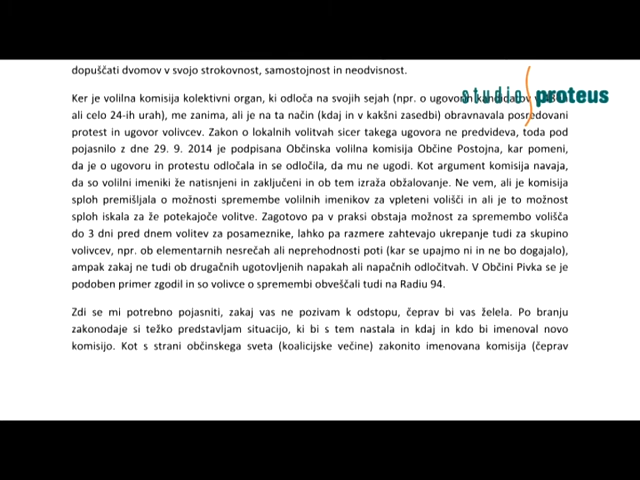 dopuščati dvomov v svojo strokovnost, samostojnost in neodvisnost.
studio proteus
Ker je volilna komisija kolektivni organ, ki odloča na svojih sejah (npr. o ugovorih kandidatov v
ali celo 24-ih urah), me zanima, ali je na ta način (kdaj in v kakšni zasedbi) obravnavala posredovani
protest in ugovor volivcev. Zakon o lokalnih volitvah sicer takega ugovora ne predvideva, toda pod
pojasnilo z dne 29. 9. 2014 je podpisana Občinska volilna komisija Občine Postojna, kar pomeni,
da je o ugovoru in protestu odločala in se odločila, da mu ne ugodi. Kot argument komisija navaja,
da so volilni imeniki že natisnjeni in zaključeni in ob tem izraža obžalovanje. Ne vem, ali je komisija
sploh premišljala o možnosti spremembe volilnih imenikov za vpleteni volišči in ali je to možnost
sploh iskala za že potekajoče volitve. Zagotovo pa v praksi obstaja možnost za spremembo volišča
do 3 dni pred dnem volitev za posameznike, lahko pa razmere zahtevajo ukrepanje tudi za skupino
volivcev, npr. ob elementarnih nesrečah ali neprehodnosti poti (kar se upajmo ni in ne bo dogajalo),
ampak zakaj ne tudi ob drugačnih ugotovljenih napakah ali napačnih odločitvah. V Občini Pivka se je
podoben primer zgodil in so volivce o spremembi obveščali tudi na Radiu 94.
Zdi se mi potrebno pojasniti, zakaj vas ne pozivam k odstopu, čeprav bi vas želela. Po branju
zakonodaje si težko predstavljam situacijo, ki bi s tem nastala in kdaj in kdo bi imenoval novo
komisijo. Kot s strani občinskega sveta (koalicijske večine) zakonito imenovana komisija (čeprav